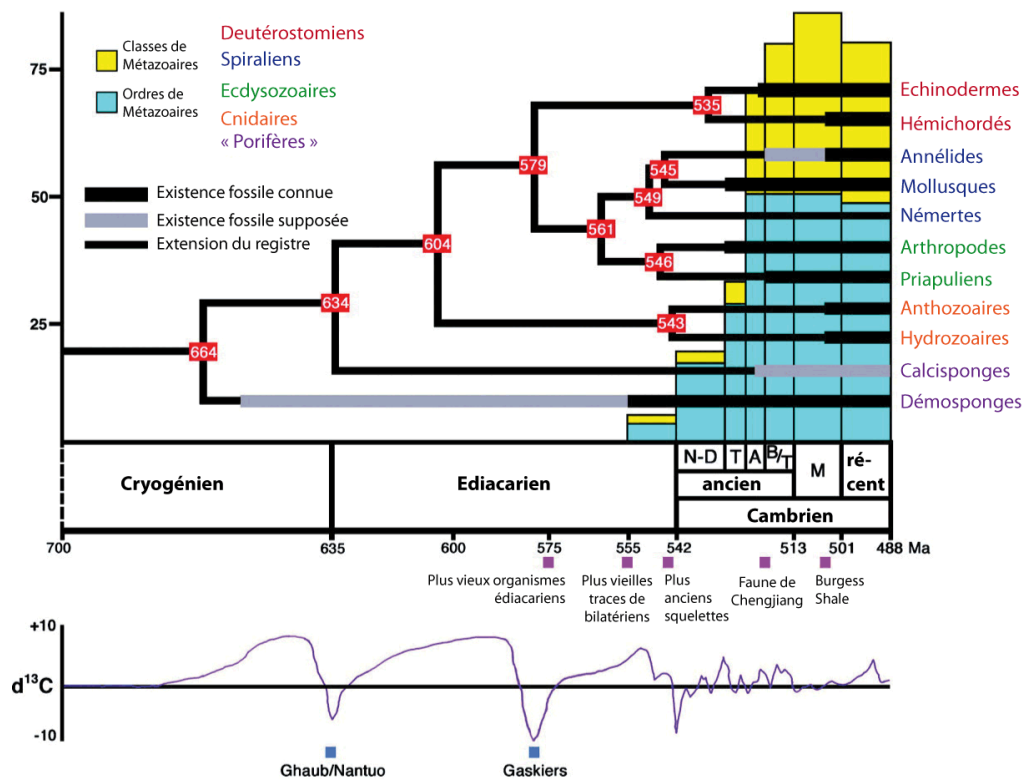 75
50
25
Classes de
Métazoaires
Ordres de
Métazoaires
Deutérostomiens
Spiraliens
Ecdysozoaires
Cnidaires
« Porifères »
Existence fossile connue
Existence fossile supposée
Extension du registre
664
634
604
579
561
549
545
546
543
535
Echinodermes
Hémichordés
Annélides
Mollusques
Némertes
Arthropodes
Priapuliens
Anthozoaires
Hydrozoaires
Calcisponges
Démosponges
Cryogénien
Ediacarien
N-D
T
A
B/T
M
ré-
cent
ancien
Cambrien
700
635
600
575
555
542
513
501
488 Ma
Plus vieux organismes
édiacariens
Plus vieilles
traces de
bilatériens
Plus
anciens
squelettes
Faune de
Chengjiang
Burgess
Shale
+10
d¹³C
-10
Ghaub/Nantuo
Gaskiers